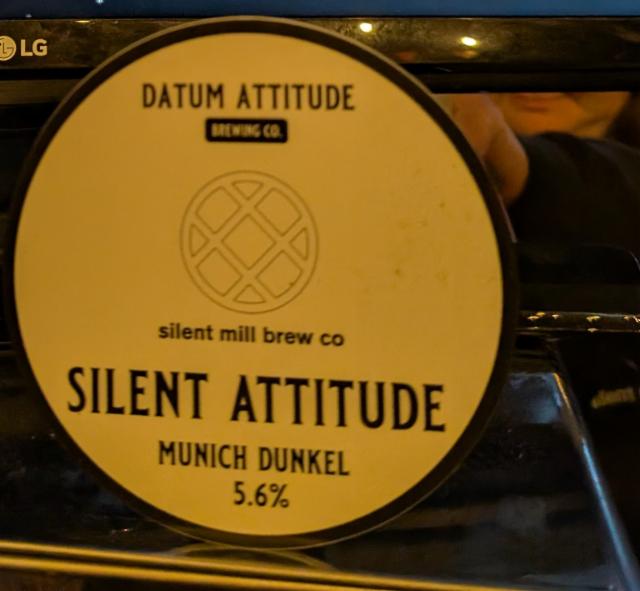 LG
DATUM ATTITUDE
BREWING CO.
silent mill brew co
SILENT ATTITUDE
MUNICH DUNKEL
5.6%